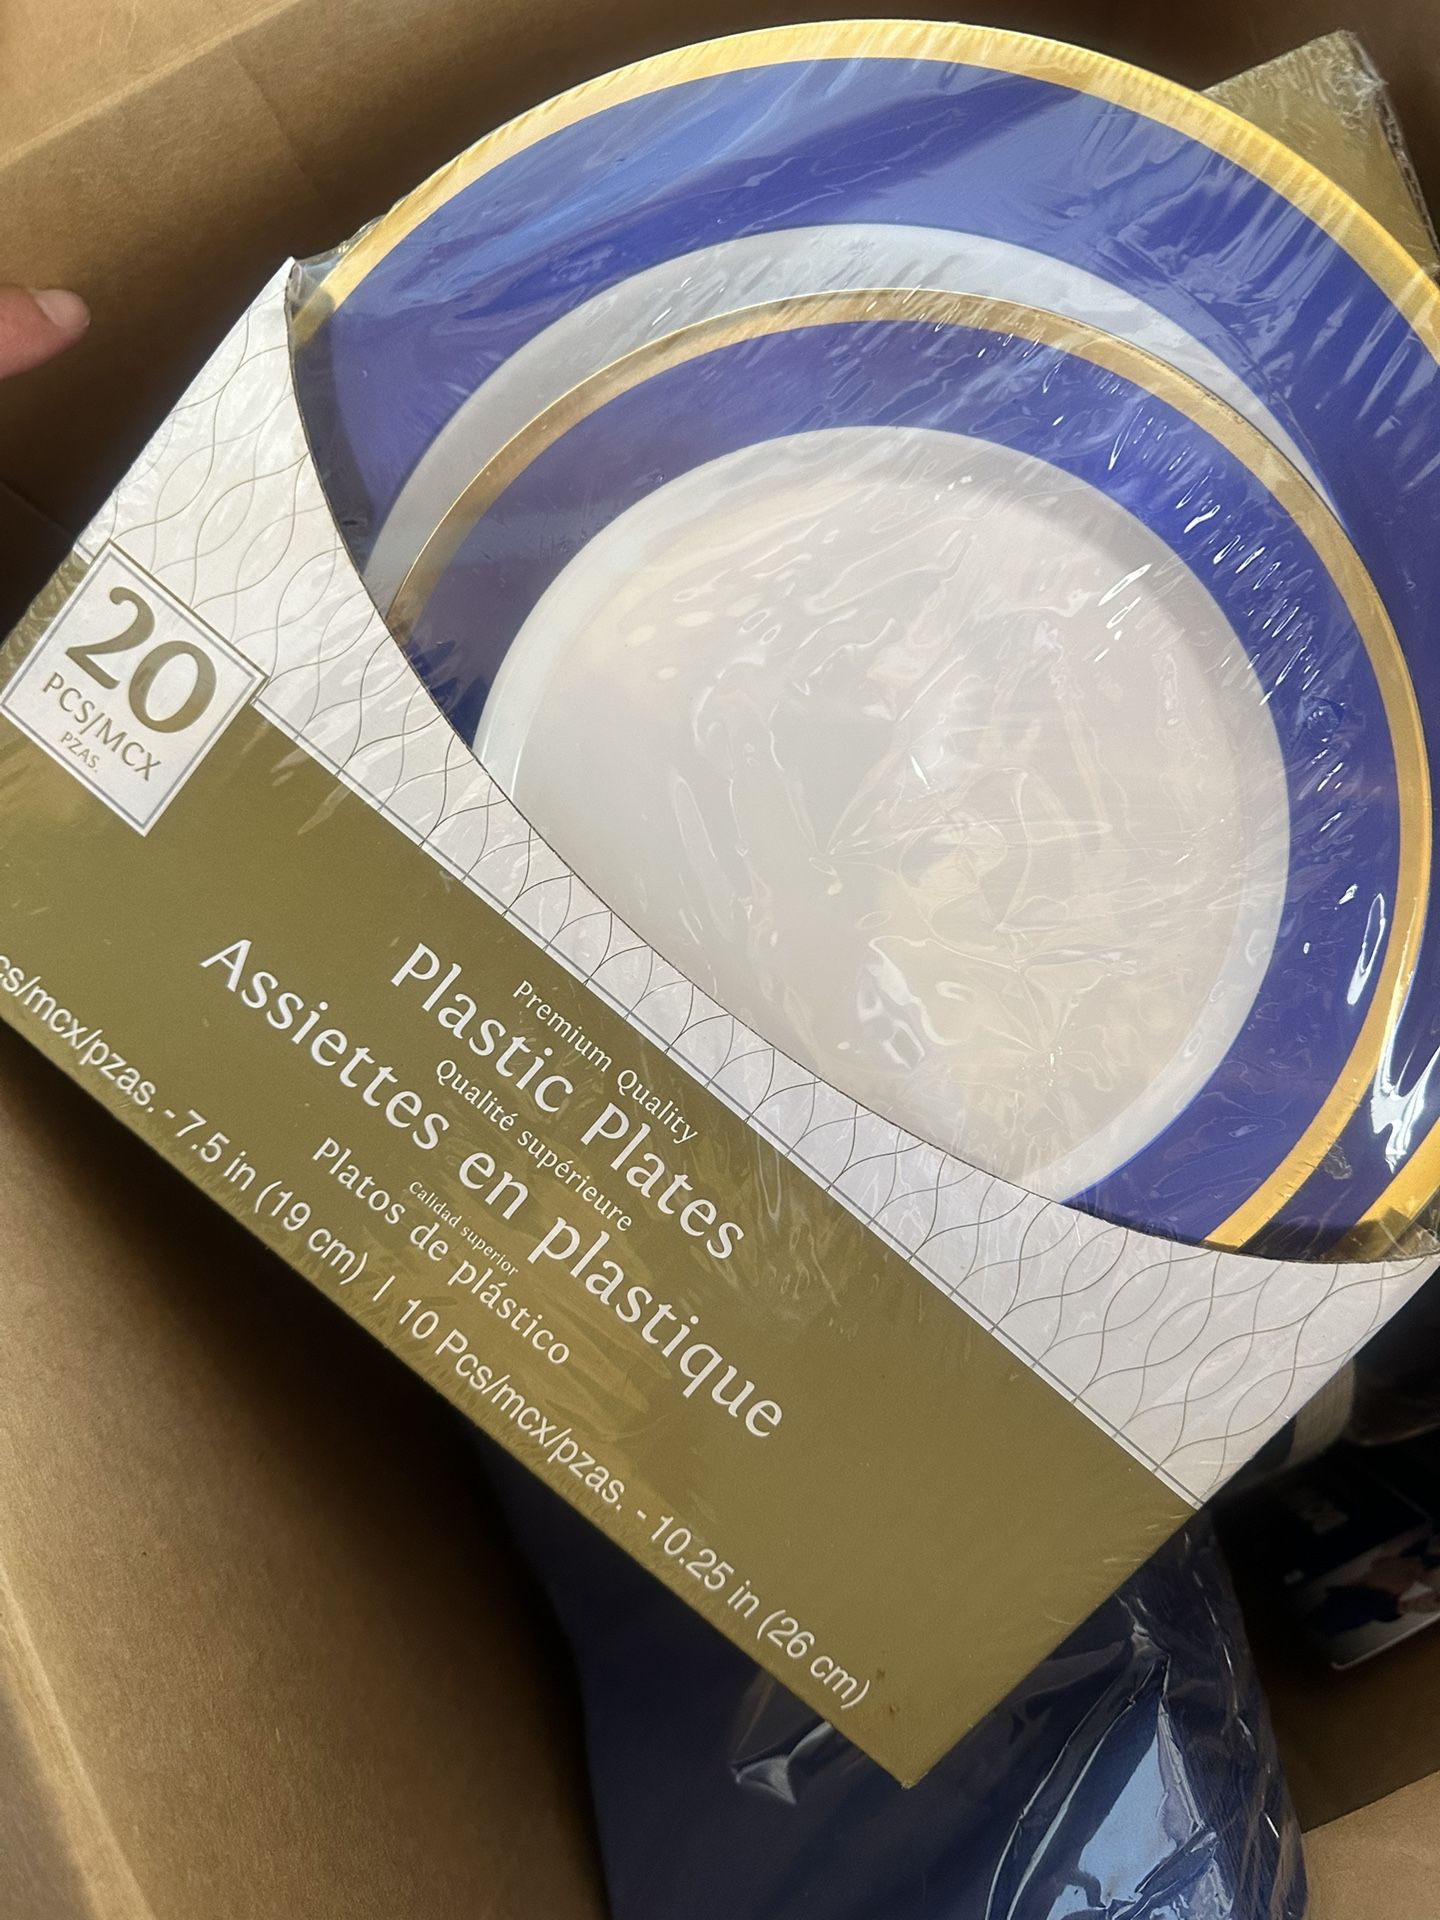 20
PCS/MCX
PZAS.
Premium Quality
Plastic Plates
Qualité supérieure
Assiettes en plastique
Calidad superior
Platos de plástico
cs/mcx/pzas. - 7.5 in (19 cm) | 10 Pcs/mcx/pzas. - 10.25 in (26 cm)